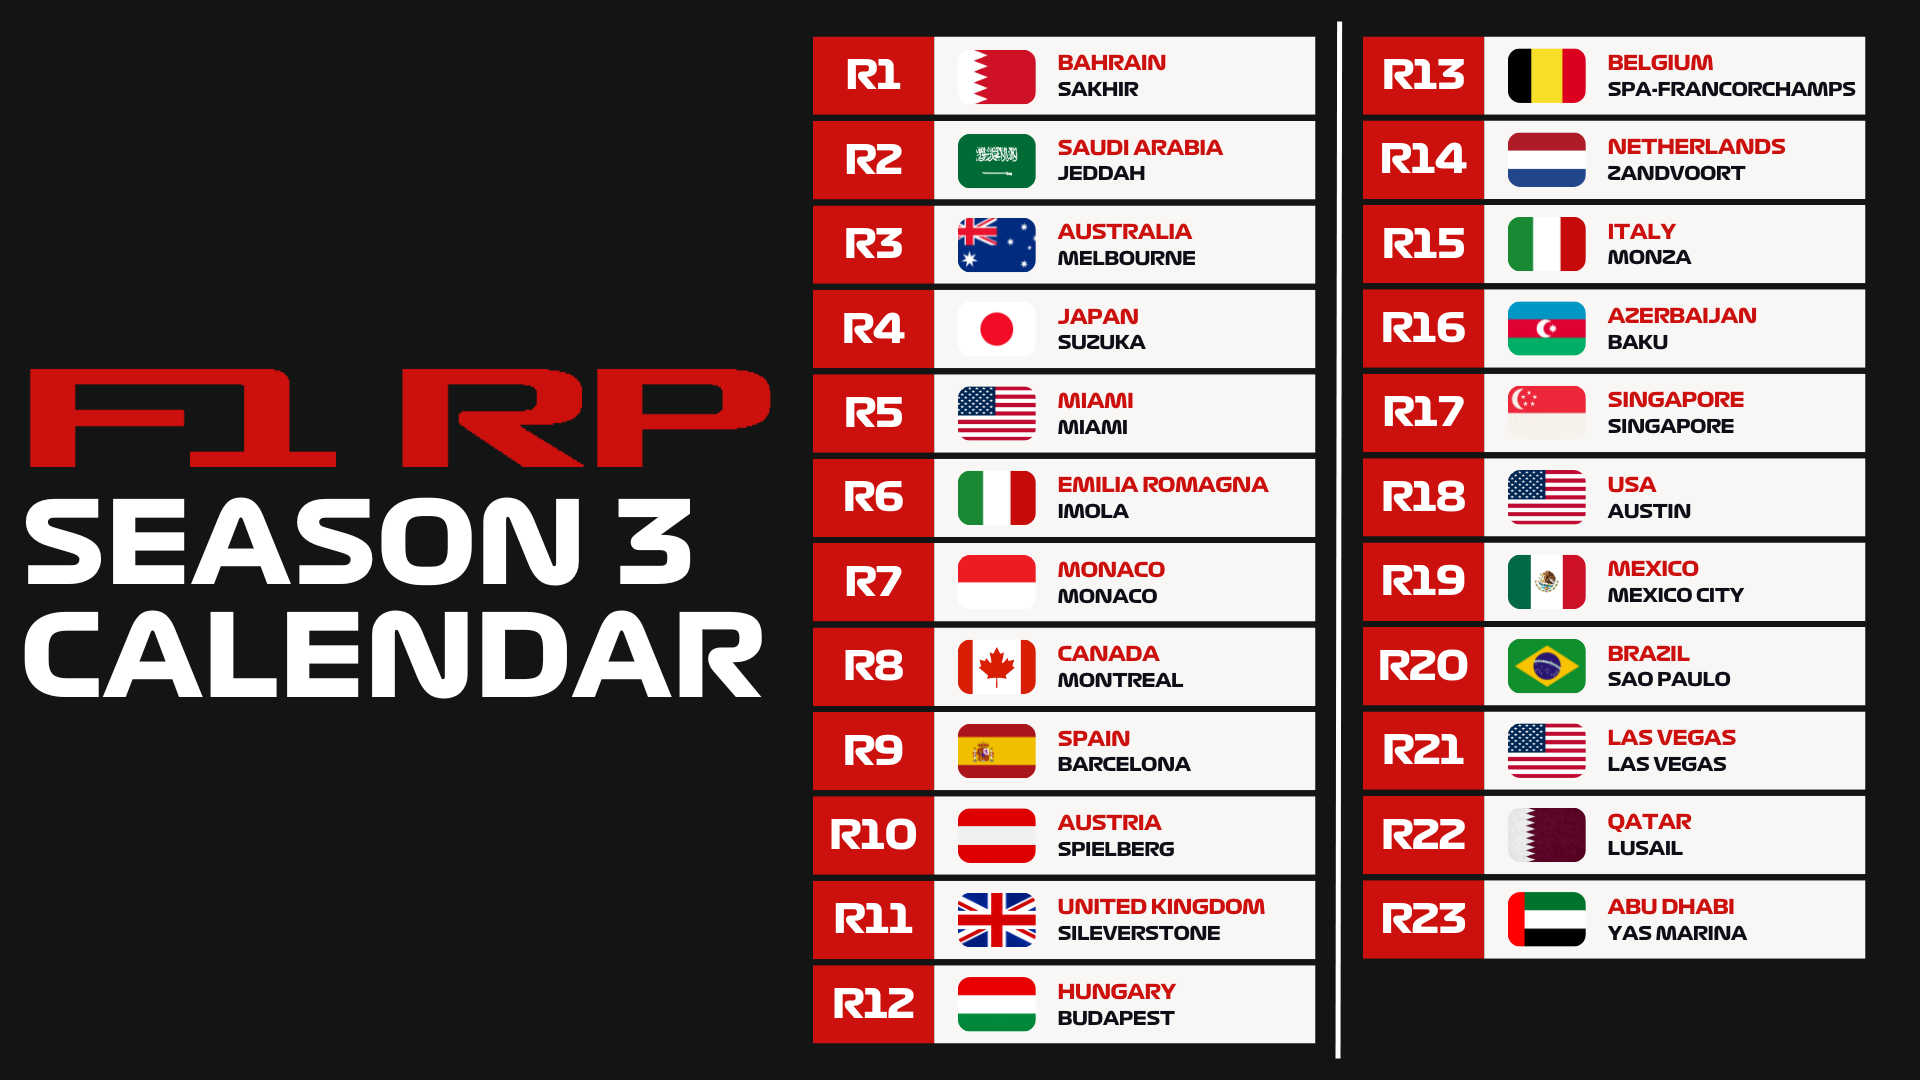 F1 RP
SEASON 3
CALENDAR
R1
BAHRAIN
SAKHIR
R2
SAUDI ARABIA
JEDDAH
R3
AUSTRALIA
MELBOURNE
R4
JAPAN
SUZUKA
R5
MIAMI
MIAMI
R6
EMILIA ROMAGNA
IMOLA
R7
MONACO
MONACO
R8
CANADA
MONTREAL
R9
SPAIN
BARCELONA
R10
AUSTRIA
SPIELBERG
R11
UNITED KINGDOM
SILEVERSTONE
R12
HUNGARY
BUDAPEST
R13
BELGIUM
SPA-FRANCORCHAMPS
R14
NETHERLANDS
ZANDVOORT
R15
ITALY
MONZA
R16
AZERBAIJAN
BAKU
R17
SINGAPORE
SINGAPORE
R18
USA
AUSTIN
R19
MEXICO
MEXICO CITY
R20
BRAZIL
SAO PAULO
R21
LAS VEGAS
LAS VEGAS
R22
QATAR
LUSAIL
R23
ABU DHABI
YAS MARINA